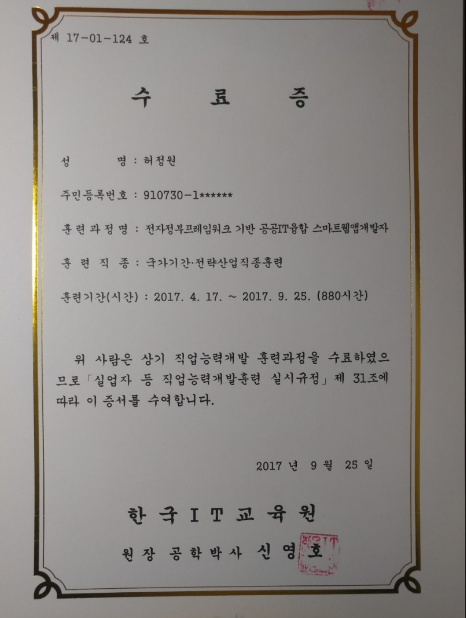 제 17-01-124 호
수 료 증
성 명 : 허정원
주민등록번호 : 910730-1******
훈련과정명 : 전자정부프레임워크 기반 공공IT융합 스마트웹앱개발자
훈 련 직 종 : 국가기간·전략산업직종훈련
훈련기간(시간) : 2017. 4. 17. ~ 2017. 9. 25. (880시간)
위 사람은 상기 직업능력개발 훈련과정을 수료하였으
므로 「실업자 등 직업능력개발훈련 실시규정」 제 31조에
따라 이 증서를 수여합니다.
2017 년 9 월 25 일
한국IT교육원
원장 공학박사 신영호